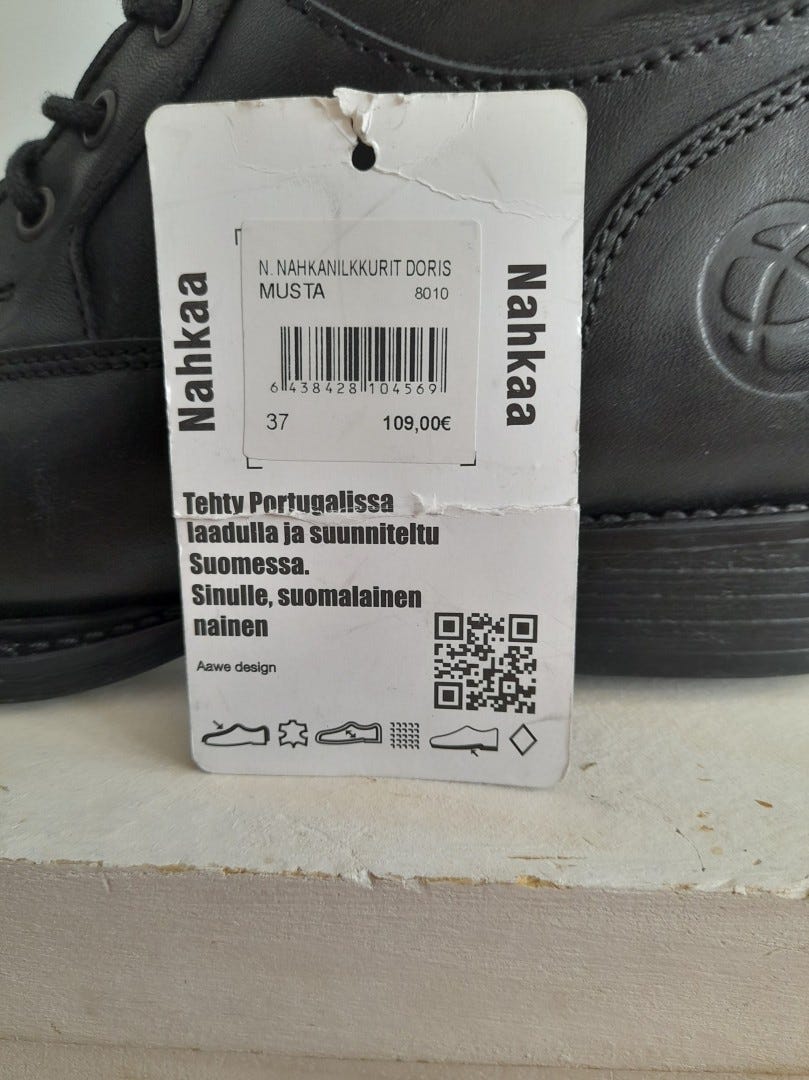 Nahkaa
N. NAHKANILKKURIT DORIS
MUSTA 8010
6 438428 104569
37 109,00€
Nahkaa
Tehty Portugalissa
laadulla ja suunniteltu
Suomessa.
Sinulle, suomalainen
nainen
Aawe design